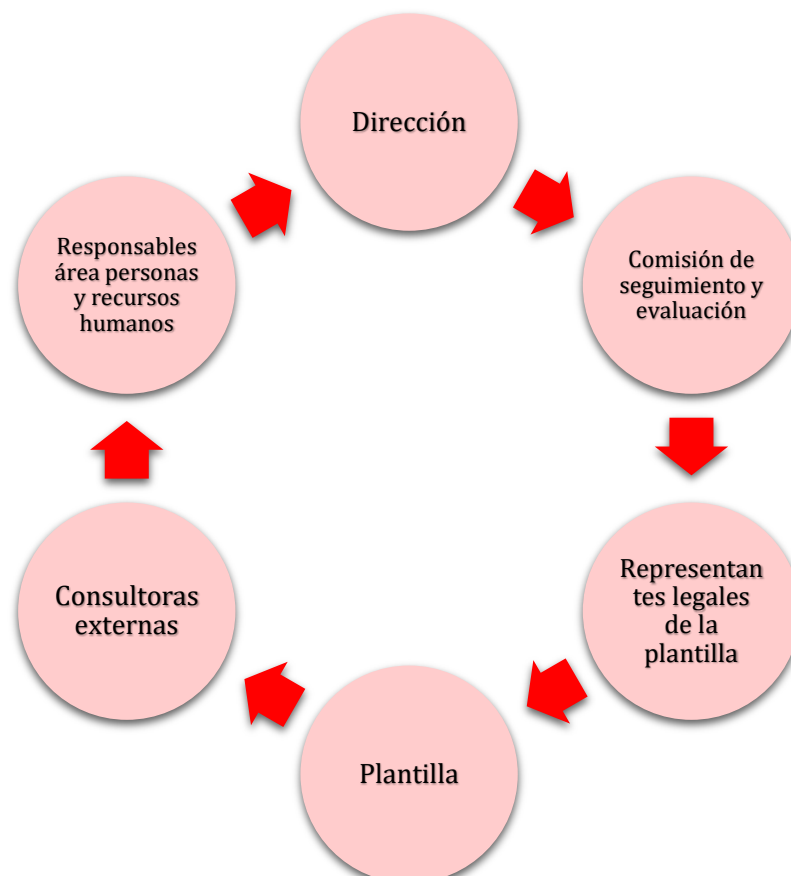 Dirección
Comisión de
seguimiento y
evaluación
Representan
tes legales
de la
plantilla
Plantilla
Consultoras
externas
Responsables
área personas
y recursos
humanos